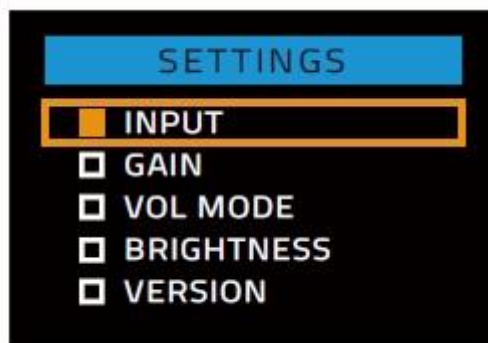 SETTINGS
INPUT
GAIN
VOL MODE
BRIGHTNESS
VERSION